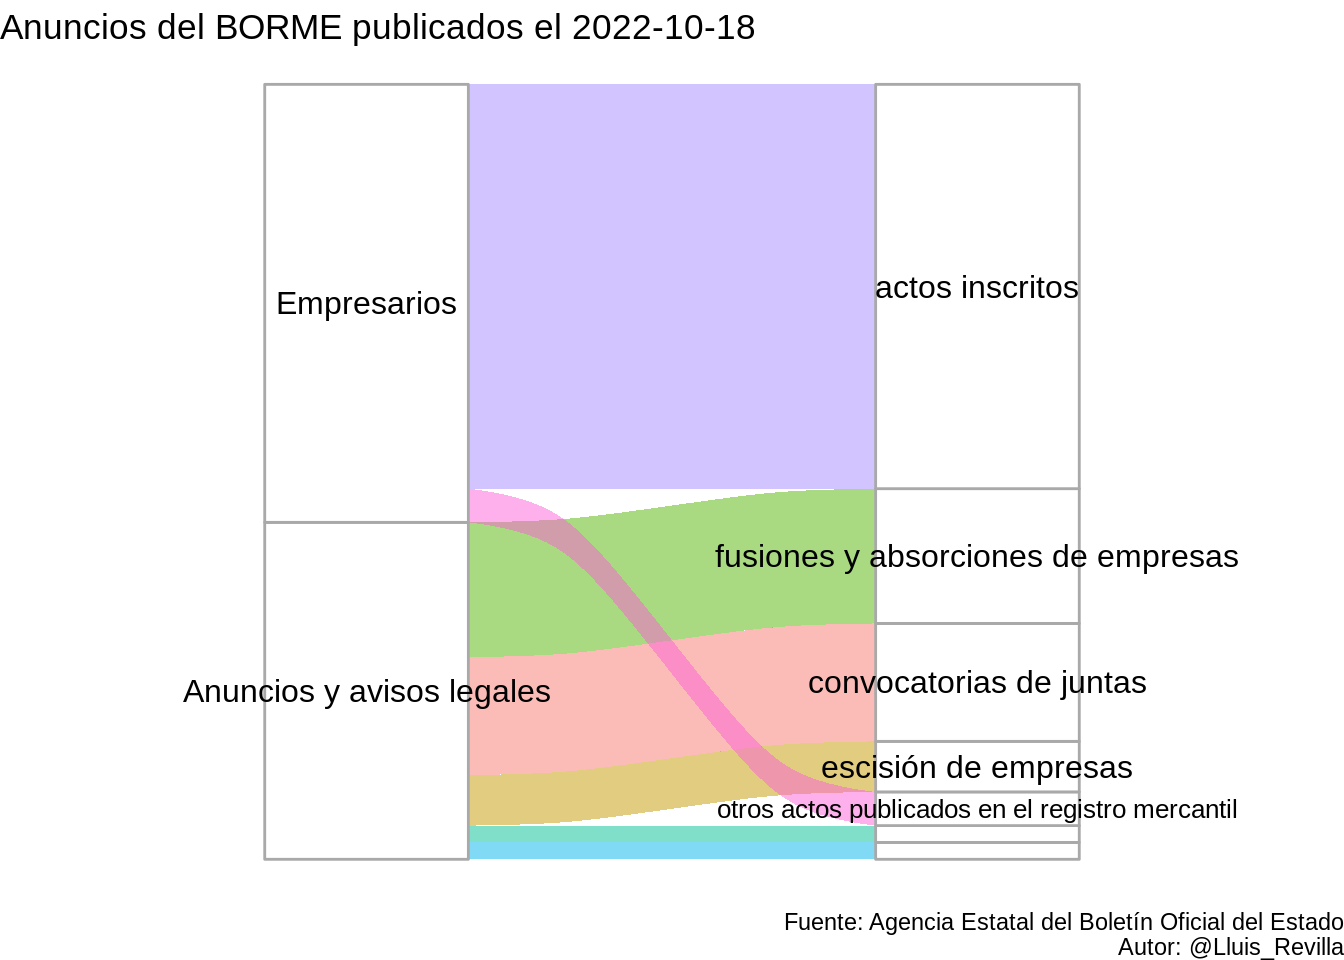 Anuncios del BORME publicados el 2022-10-18
Empresarios
actos inscritos
fusiones y absorciones de empresas
Anuncios y avisos legales
convocatorias de juntas
escisión de empresas
otros actos publicados en el registro mercantil
Fuente: Agencia Estatal del Boletín Oficial del Estado
Autor: @Lluis_Revilla